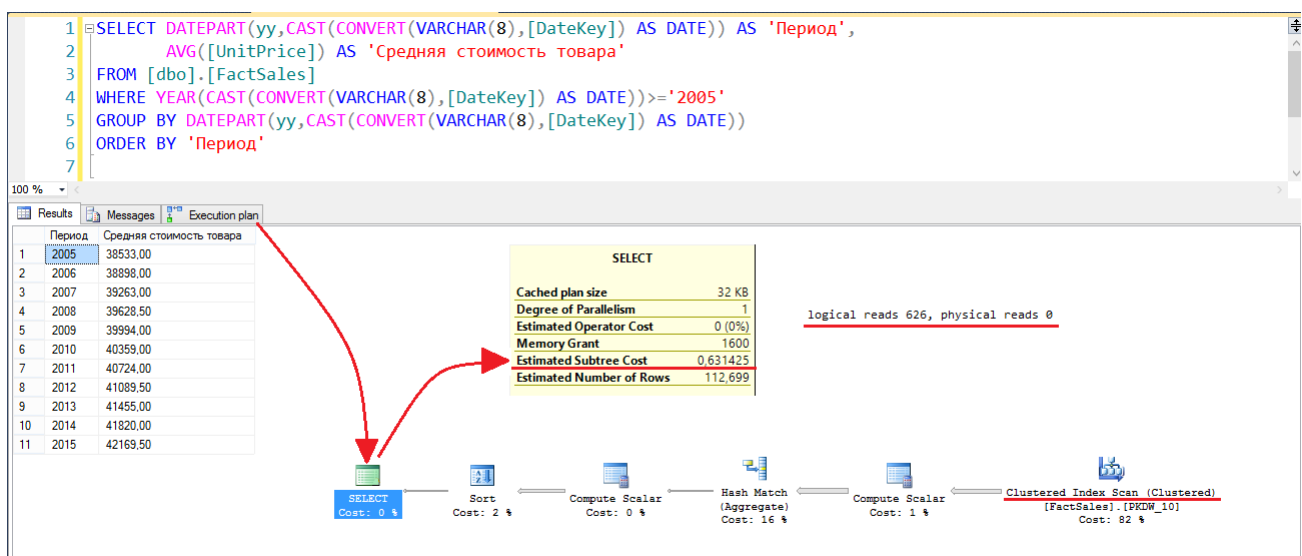 1 SELECT DATEPART(yy,CAST(CONVERT(VARCHAR(8),[DateKey]) AS DATE)) AS 'Период',
2 AVG([UnitPrice]) AS 'Средняя стоимость товара'
3 FROM [dbo].[FactSales]
4 WHERE YEAR(CAST(CONVERT(VARCHAR(8),[DateKey]) AS DATE))>='2005'
5 GROUP BY DATEPART(yy,CAST(CONVERT(VARCHAR(8),[DateKey]) AS DATE))
6 ORDER BY 'Период'
7
100 %
Results Messages Execution plan
Период Средняя стоимость товара
1 2005 38533,00
2 2006 38898,00
3 2007 39263,00
4 2008 39628,50
5 2009 39994,00
6 2010 40359,00
7 2011 40724,00
8 2012 41089,50
9 2013 41455,00
10 2014 41820,00
11 2015 42169,50
SELECT
Cached plan size 32 KB
Degree of Parallelism 1
Estimated Operator Cost 0 (0%)
Memory Grant 1600
Estimated Subtree Cost 0,631425
Estimated Number of Rows 112,699
logical reads 626, physical reads 0
SELECT
Cost: 0 %
Sort
Cost: 2 %
Compute Scalar
Cost: 0 %
Hash Match
(Aggregate)
Cost: 16 %
Compute Scalar
Cost: 1 %
Clustered Index Scan (Clustered)
[FactSales].[PKDW_10]
Cost: 82 %